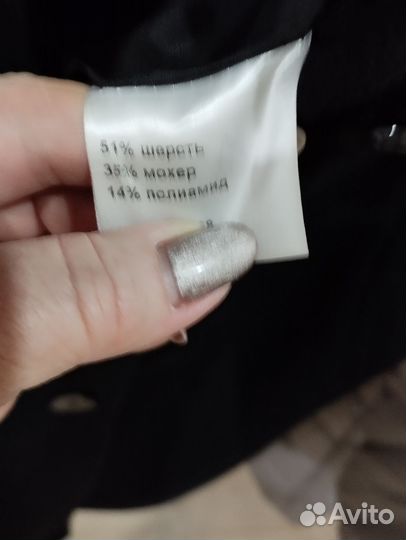 51% шерсть
35% мохер
14% полиамид
Avito